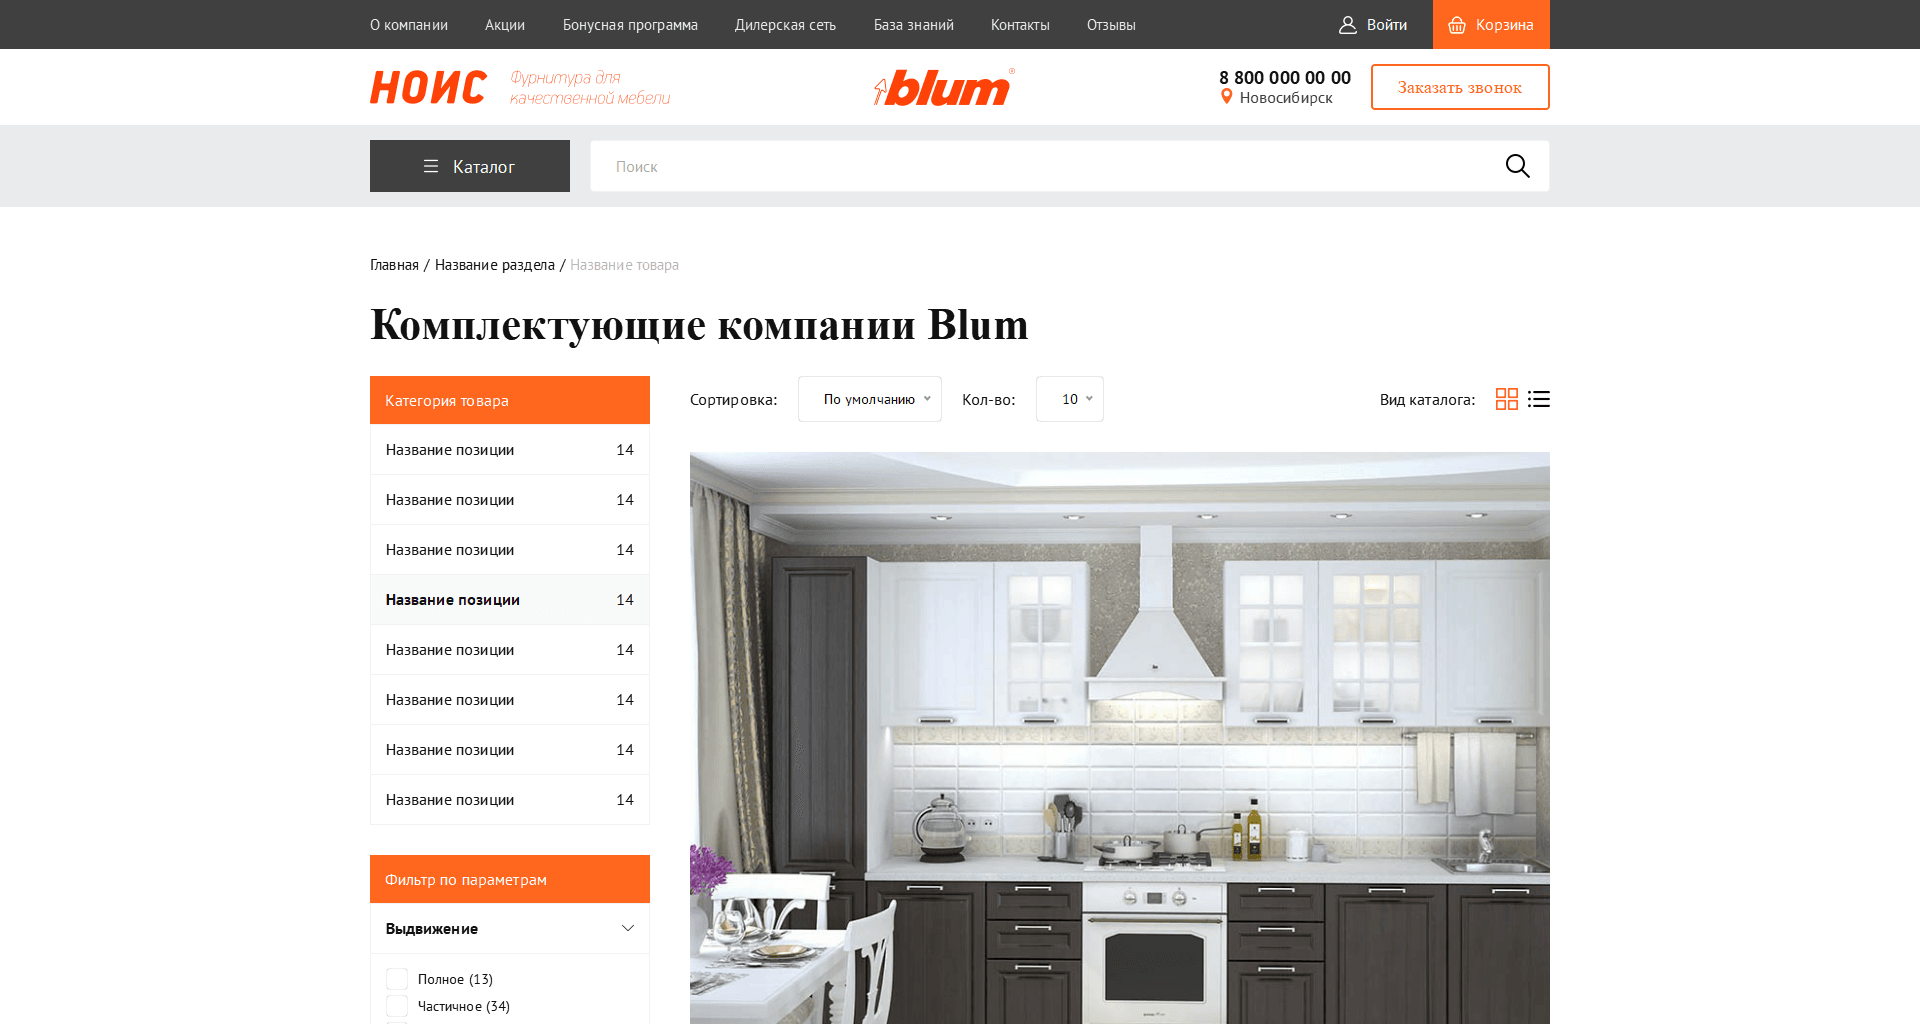 О компании Акции Бонусная программа Дилерская сеть База знаний Контакты Отзывы Войти Корзина
НОИС Фурнитура для качественной мебели
blum®
8 800 000 00 00
Новосибирск
Заказать звонок
Каталог Поиск
Главная / Название раздела / Название товара
Комплектующие компании Blum
Категория товара
Название позиции 14
Название позиции 14
Название позиции 14
Название позиции 14
Название позиции 14
Название позиции 14
Название позиции 14
Название позиции 14
Сортировка: По умолчанию Кол-во: 10 Вид каталога:
Фильтр по параметрам
Выдвижение
Полное (13)
Частичное (34)